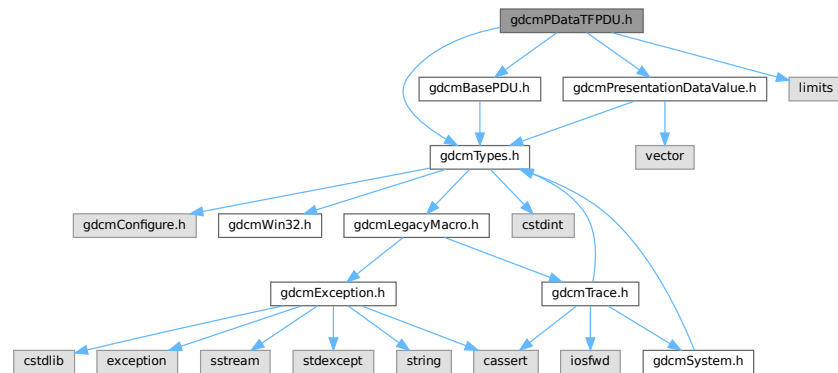 gdcmPDataTFPDU.h
gdcmBasePDU.h
gdcmPresentationDataValue.h
limits
gdcmTypes.h
vector
gdcmConfigure.h
gdcmWin32.h
gdcmLegacyMacro.h
cstdint
gdcmException.h
gdcmTrace.h
cstdlib
exception
sstream
stdexcept
string
cassert
iosfwd
gdcmSystem.h